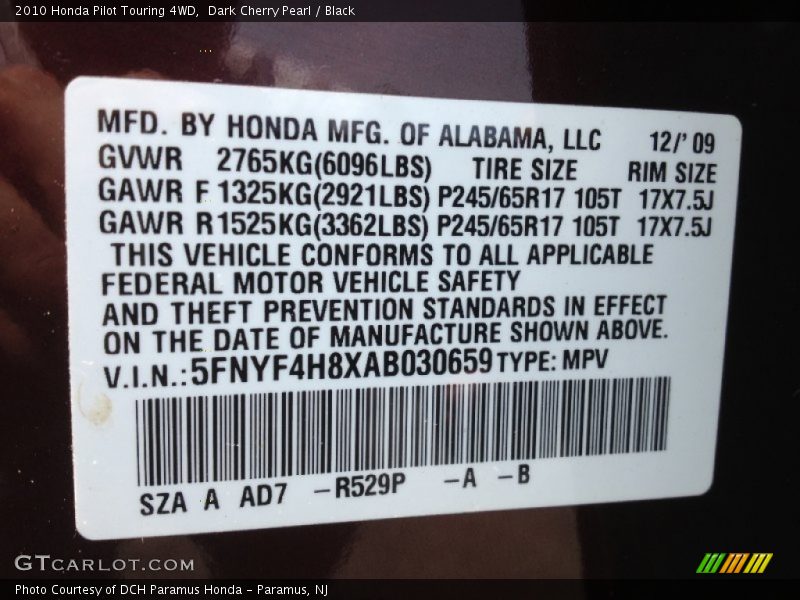 2010 Honda Pilot Touring 4WD, Dark Cherry Pearl / Black
MFD. BY HONDA MFG. OF ALABAMA, LLC 12/' 09
GVWR 2765KG(6096LBS) TIRE SIZE RIM SIZE
GAWR F 1325KG(2921LBS) P245/65R17 105T 17X7.5J
GAWR R1525KG(3362LBS) P245/65R17 105T 17X7.5J
THIS VEHICLE CONFORMS TO ALL APPLICABLE
FEDERAL MOTOR VEHICLE SAFETY
AND THEFT PREVENTION STANDARDS IN EFFECT
ON THE DATE OF MANUFACTURE SHOWN ABOVE.
V.I.N.:5FNYF4H8XAB030659 TYPE: MPV
SZA A AD7 -R529P -A -B
GTCARLOT.COM
Photo Courtesy of DCH Paramus Honda - Paramus, NJ